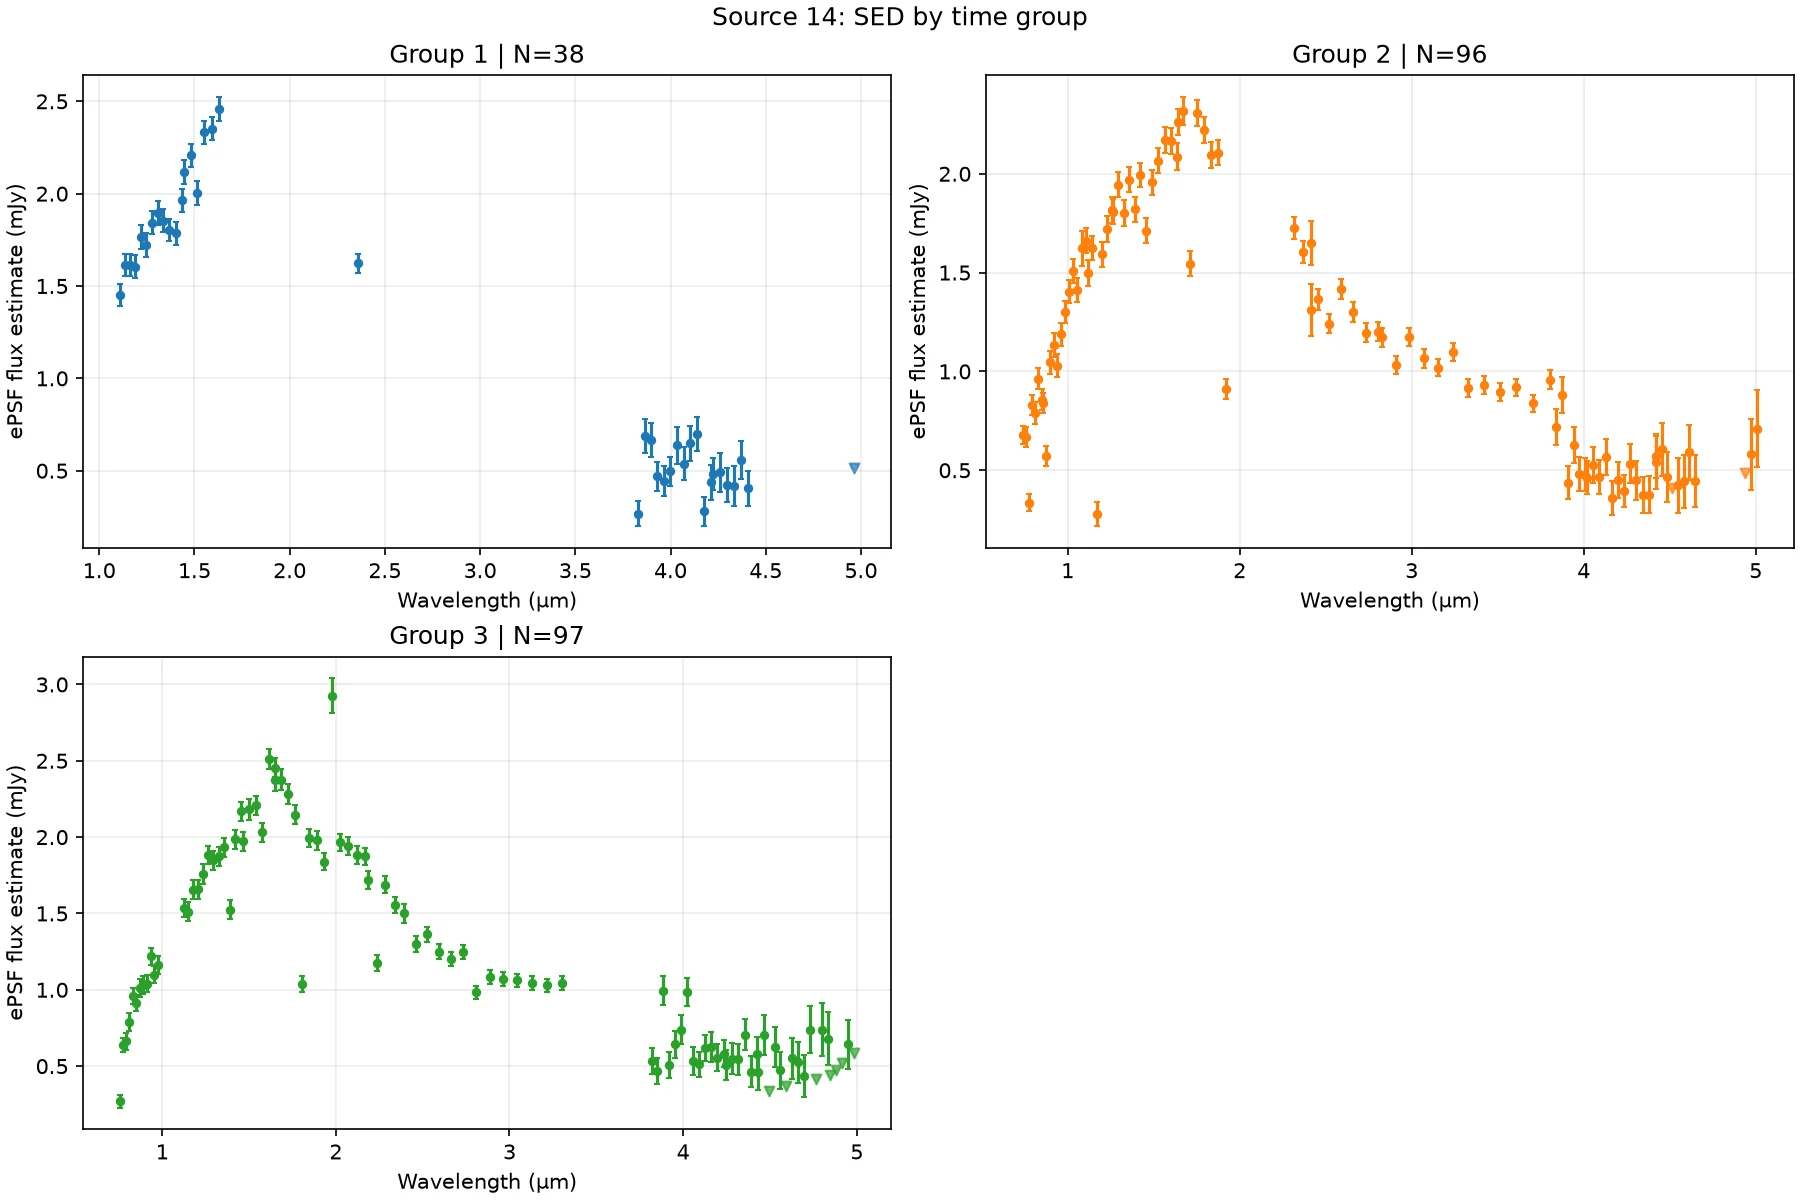 Source 14: SED by time group
Group 1 | N=38
ePSF flux estimate (mJy)
2.5
2.0
1.5
1.0
0.5
1.0 1.5 2.0 2.5 3.0 3.5 4.0 4.5 5.0
Wavelength (μm)
Group 2 | N=96
ePSF flux estimate (mJy)
2.0
1.5
1.0
0.5
1 2 3 4 5
Wavelength (μm)
Group 3 | N=97
ePSF flux estimate (mJy)
3.0
2.5
2.0
1.5
1.0
0.5
1 2 3 4 5
Wavelength (μm)